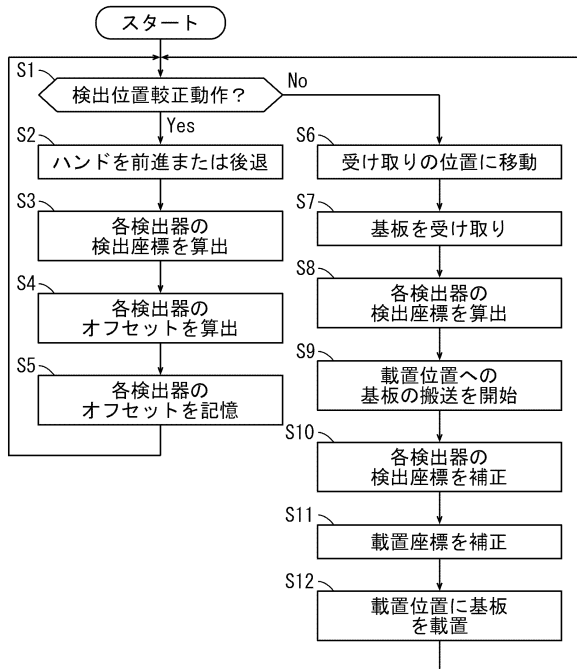 スタート
S1
検出位置較正動作？
No
Yes
S2
ハンドを前進または後退
S3
各検出器の
検出座標を算出
S4
各検出器の
オフセットを算出
S5
各検出器の
オフセットを記憶
S6
受け取りの位置に移動
S7
基板を受け取り
S8
各検出器の
検出座標を算出
S9
載置位置への
基板の搬送を開始
S10
各検出器の
検出座標を補正
S11
載置座標を補正
S12
載置位置に基板
を載置